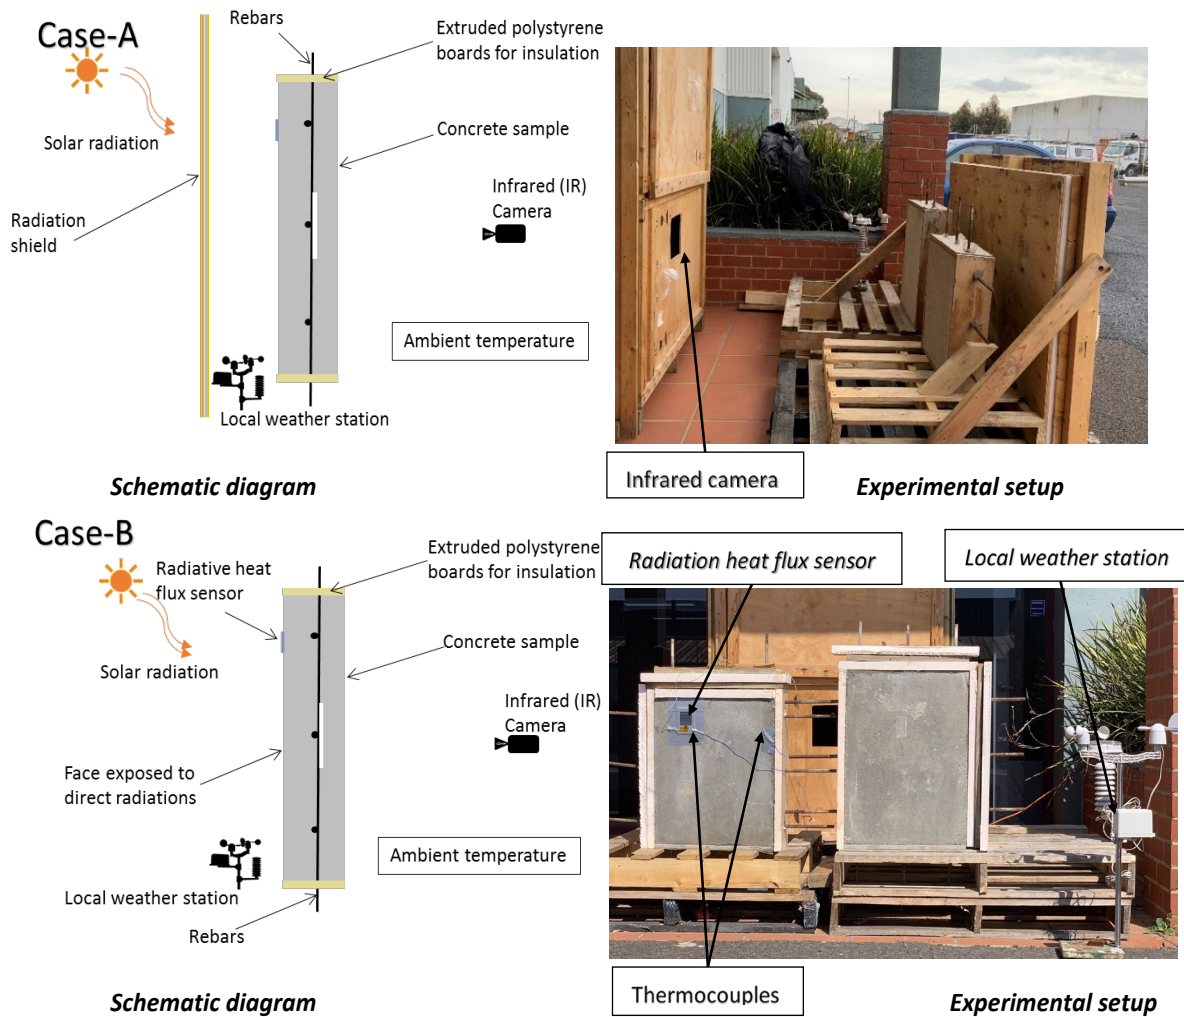 Case-A
Rebars
Extruded polystyrene
boards for insulation
Solar radiation
Concrete sample
Radiation
shield
Infrared (IR)
Camera
Ambient temperature
Local weather station
Infrared camera
Schematic diagram
Experimental setup
Case-B
Radiative heat
flux sensor
Extruded polystyrene
boards for insulation
Radiation heat flux sensor
Local weather station
Solar radiation
Concrete sample
Infrared (IR)
Camera
Face exposed to
direct radiations
Ambient temperature
Local weather station
Rebars
Thermocouples
Schematic diagram
Experimental setup